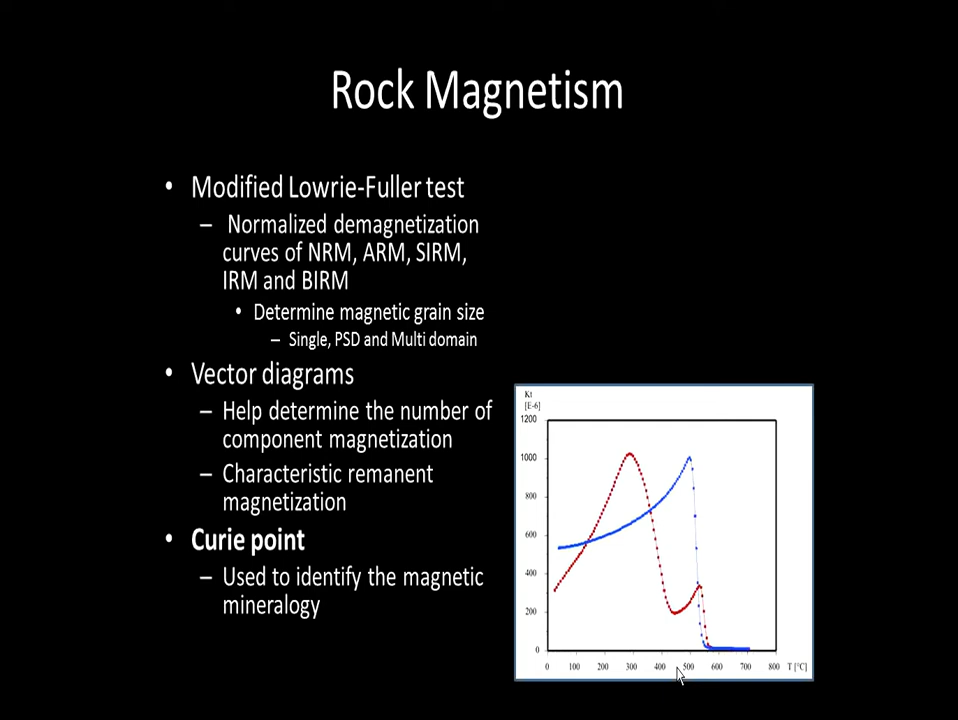 Rock Magnetism
• Modified Lowrie-Fuller test
– Normalized demagnetization
curves of NRM, ARM, SIRM,
IRM and BIRM
• Determine magnetic grain size
– Single, PSD and Multi domain
• Vector diagrams
– Help determine the number of
component magnetization
– Characteristic remanent
magnetization
• Curie point
– Used to identify the magnetic
mineralogy
Kt
[E-6]
1200
1000
800
600
400
200
0
0 100 200 300 400 500 600 700 800 T [°C]